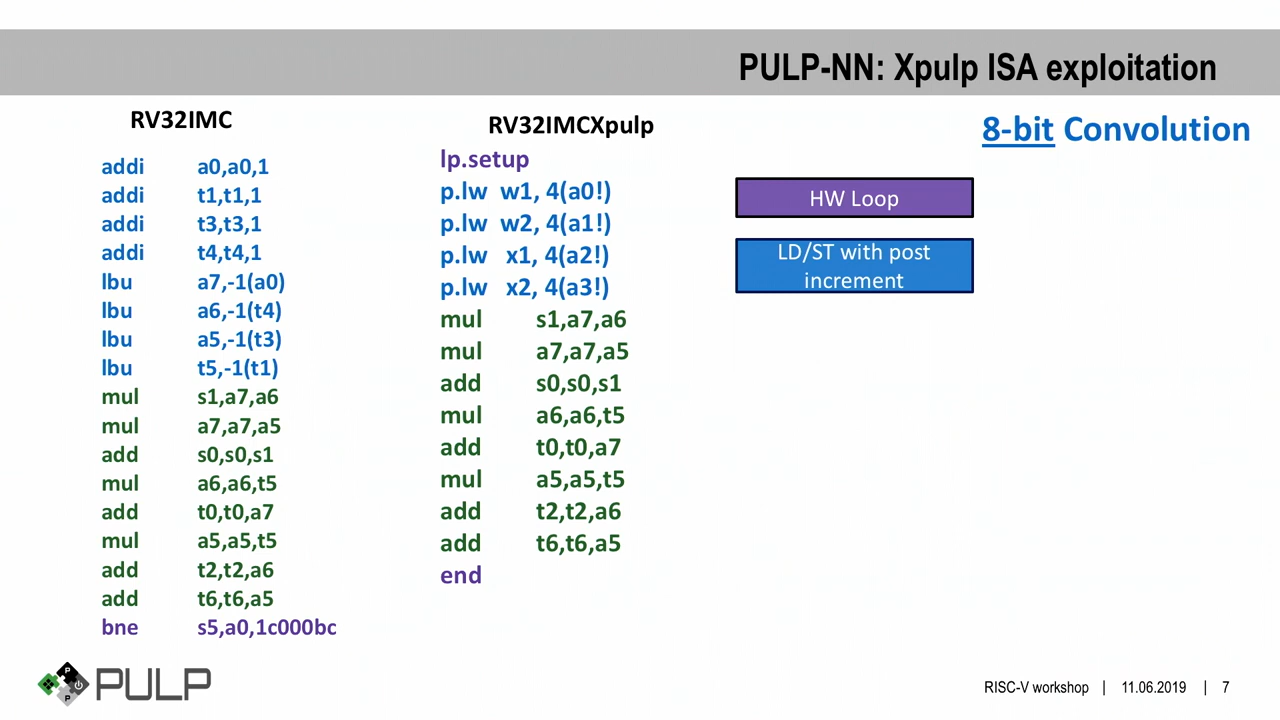 PULP-NN: Xpulp ISA exploitation
RV32IMC
addi a0,a0,1
addi t1,t1,1
addi t3,t3,1
addi t4,t4,1
lbu a7,-1(a0)
lbu a6,-1(t4)
lbu a5,-1(t3)
lbu t5,-1(t1)
mul s1,a7,a6
mul a7,a7,a5
add s0,s0,s1
mul a6,a6,t5
add t0,t0,a7
mul a5,a5,t5
add t2,t2,a6
add t6,t6,a5
bne s5,a0,1c000bc
RV32IMCXpulp
lp.setup
p.lw w1, 4(a0!)
p.lw w2, 4(a1!)
p.lw x1, 4(a2!)
p.lw x2, 4(a3!)
mul s1,a7,a6
mul a7,a7,a5
add s0,s0,s1
mul a6,a6,t5
add t0,t0,a7
mul a5,a5,t5
add t2,t2,a6
add t6,t6,a5
end
8-bit Convolution
HW Loop
LD/ST with post
increment
PULP
RISC-V workshop | 11.06.2019 | 7